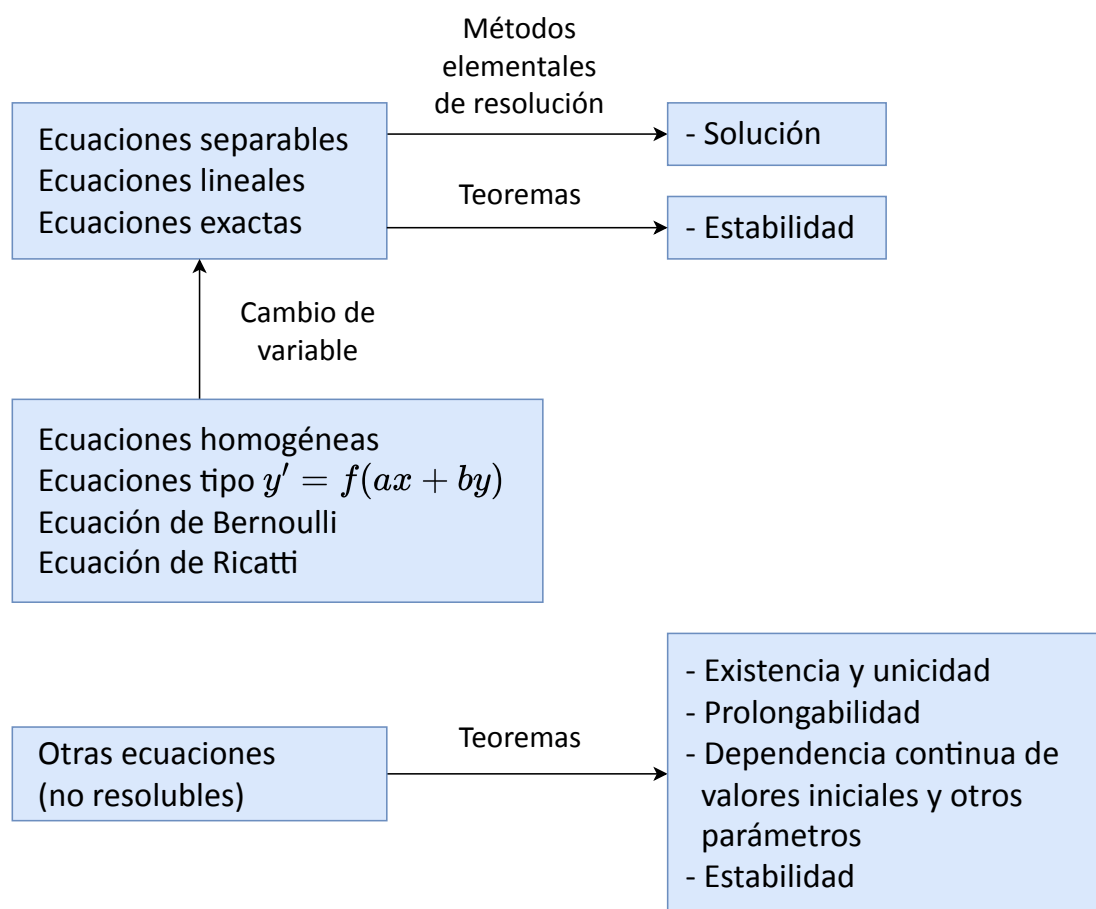 Métodos
elementales
de resolución
Ecuaciones separables
Ecuaciones lineales
Ecuaciones exactas
- Solución
Teoremas
- Estabilidad
Cambio de
variable
Ecuaciones homogéneas
Ecuaciones tipo y' = f(ax + by)
Ecuación de Bernoulli
Ecuación de Ricatti
Otras ecuaciones
(no resolubles)
Teoremas
- Existencia y unicidad
- Prolongabilidad
- Dependencia continua de
valores iniciales y otros
parámetros
- Estabilidad